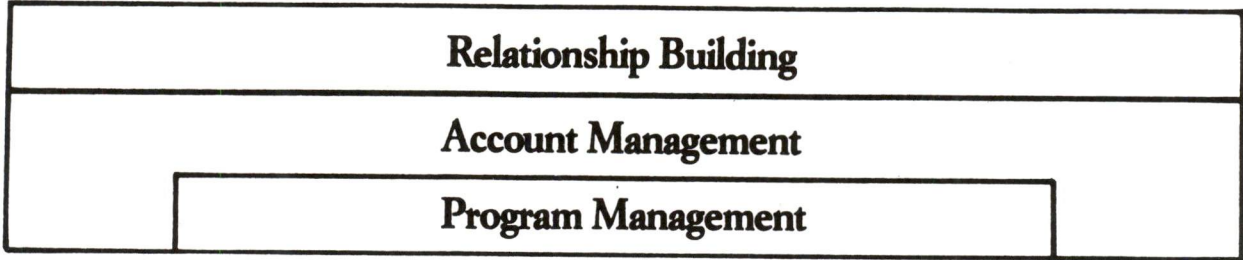 Relationship Building
Account Management
Program Management